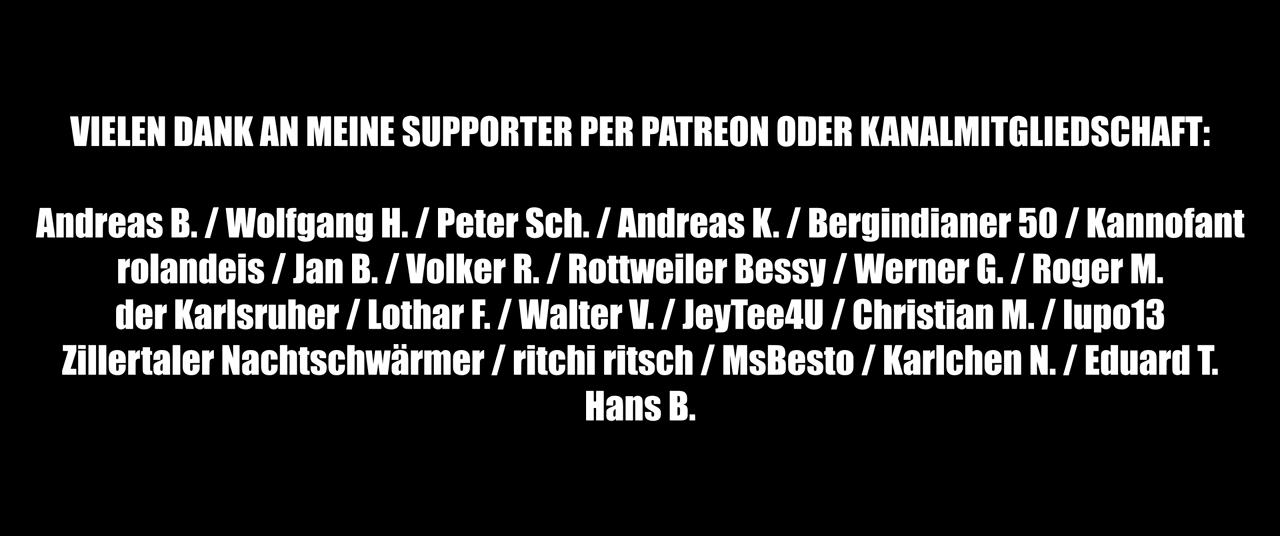 VIELEN DANK AN MEINE SUPPORTER PER PATREON ODER KANALMITGLIEDSCHAFT:
Andreas B. / Wolfgang H. / Peter Sch. / Andreas K. / Bergindianer 50 / Kannofant
rolandeis / Jan B. / Volker R. / Rottweiler Bessy / Werner G. / Roger M.
der Karlsruher / Lothar F. / Walter V. / JeyTee4U / Christian M. / lupo13
Zillertaler Nachtschwärmer / ritchi ritsch / MsBesto / Karlchen N. / Eduard T.
Hans B.